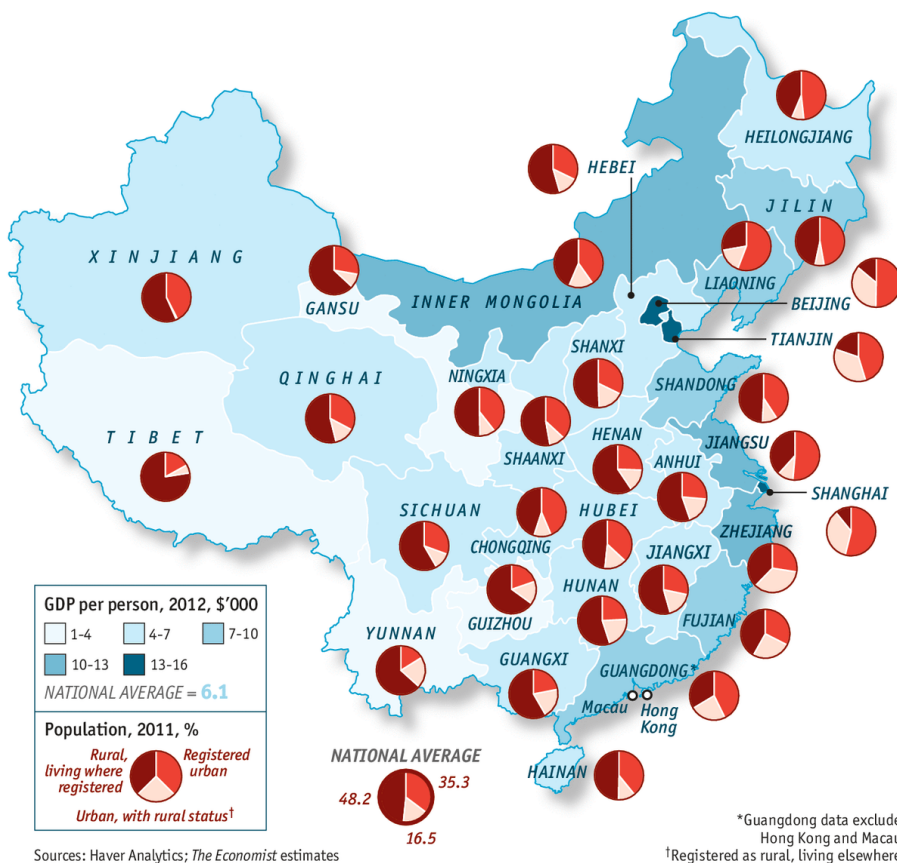 HEILONGJIANG
HEBEI
JILIN
XINJIANG
LIAONING
GANSU
INNER MONGOLIA
BEIJING
TIANJIN
SHANXI
QINGHAI
NINGXIA
SHANDONG
TIBET
HENAN
JIANGSU
SHAANXI
ANHUI
SHANGHAI
SICHUAN
HUBEI
ZHEJIANG
CHONGQING
JIANGXI
HUNAN
GUIZHOU
FUJIAN
YUNNAN
GUANGXI
GUANGDONG*
Macau
Hong
Kong
HAINAN
GDP per person, 2012, $'000
1-4
4-7
7-10
10-13
13-16
NATIONAL AVERAGE = 6.1
Population, 2011, %
Rural,
living where
registered
Registered
urban
Urban, with rural status†
NATIONAL AVERAGE
35.3
48.2
16.5
*Guangdong data exclude
Hong Kong and Macau
†Registered as rural, living elsewhere
Sources: Haver Analytics; The Economist estimates